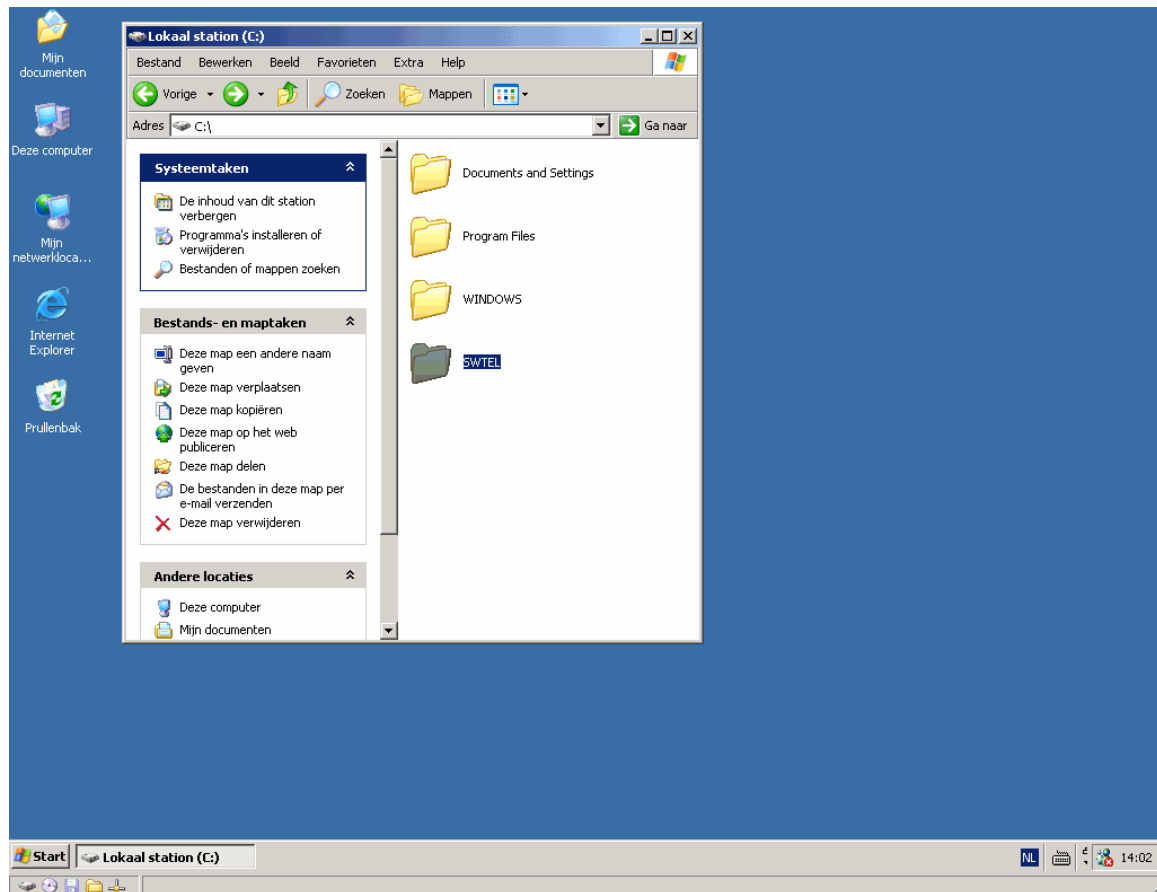 Mijn
documenten
Deze computer
Mijn
netwerkloca...
Internet
Explorer
Prullenbak
Lokaal station (C:)
Bestand Bewerken Beeld Favorieten Extra Help
Vorige Zoeken Mappen
Adres C:\ Ga naar
Systeemtaken
De inhoud van dit station
verbergen
Programma's installeren of
verwijderen
Bestanden of mappen zoeken
Bestands- en maptaken
Deze map een andere naam
geven
Deze map verplaatsen
Deze map kopiëren
Deze map op het web
publiceren
Deze map delen
De bestanden in deze map per
e-mail verzenden
Deze map verwijderen
Andere locaties
Deze computer
Mijn documenten
Documents and Settings
Program Files
WINDOWS
SWTEL
Start Lokaal station (C:) NL 14:02